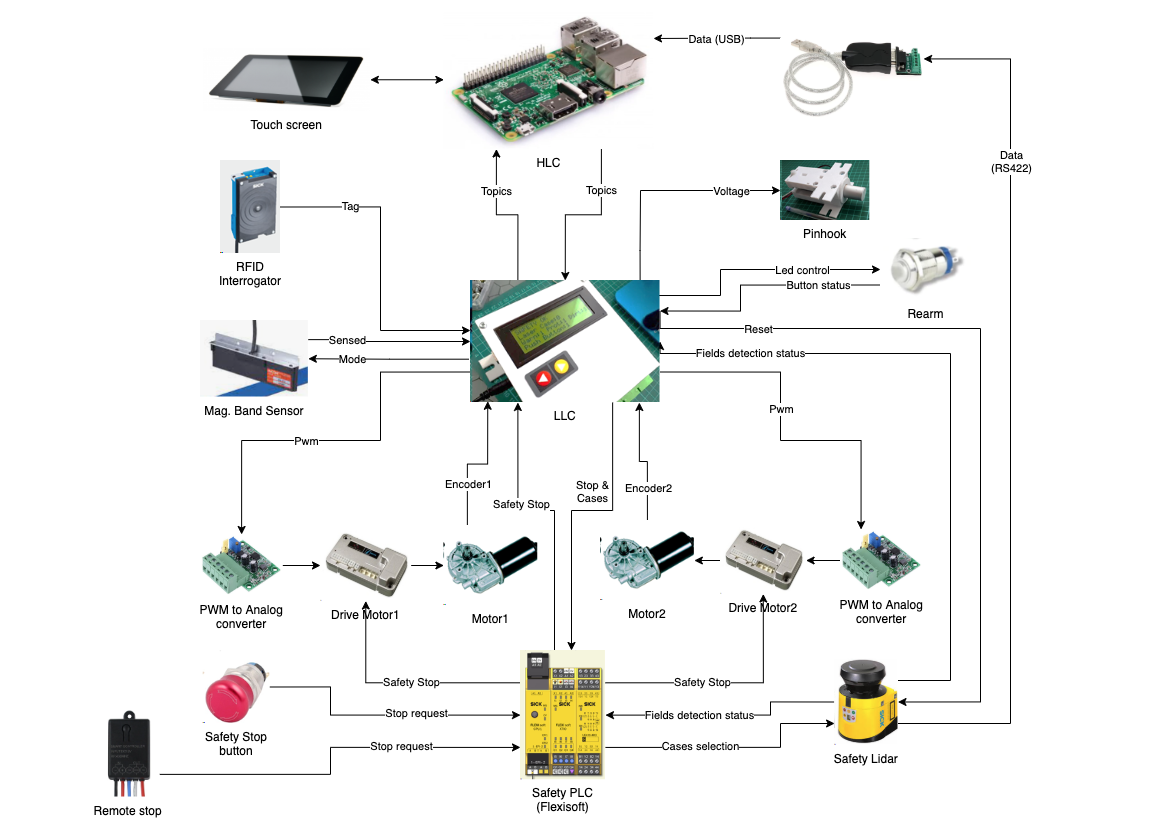 Data (USB)
Touch screen
HLC
Data
(RS422)
Topics
Topics
Voltage
Tag
Pinhook
RFID
Interrogator
Led control
Button status
Rearm
Sensed
Reset
Mode
Fields detection status
Mag. Band Sensor
LLC
Pwm
Pwm
Encoder1
Safety Stop
Stop &
Cases
Encoder2
PWM to Analog
converter
Drive Motor1
Motor1
Motor2
Drive Motor2
PWM to Analog
converter
Safety Stop
Safety Stop
Stop request
Fields detection status
Safety Stop
button
Stop request
Cases selection
SICK
SICK
SICK
Safety Lidar
Safety PLC
(Flexisoft)
Remote stop